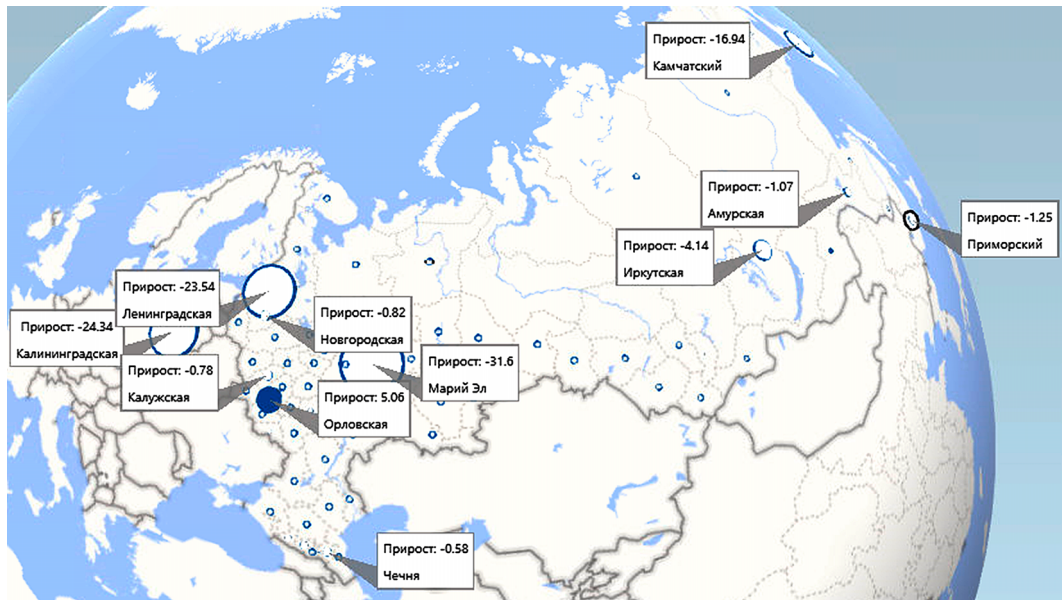 Прирост: -16.94
Камчатский
Прирост: -1.07
Амурская
Прирост: -1.25
Приморский
Прирост: -4.14
Иркутская
Прирост: -23.54
Ленинградская
Прирост: -24.34
Калининградская
Прирост: -0.82
Новгородская
Прирост: -31.6
Марий Эл
Прирост: -0.78
Калужская
Прирост: 5.06
Орловская
Прирост: -0.58
Чечня